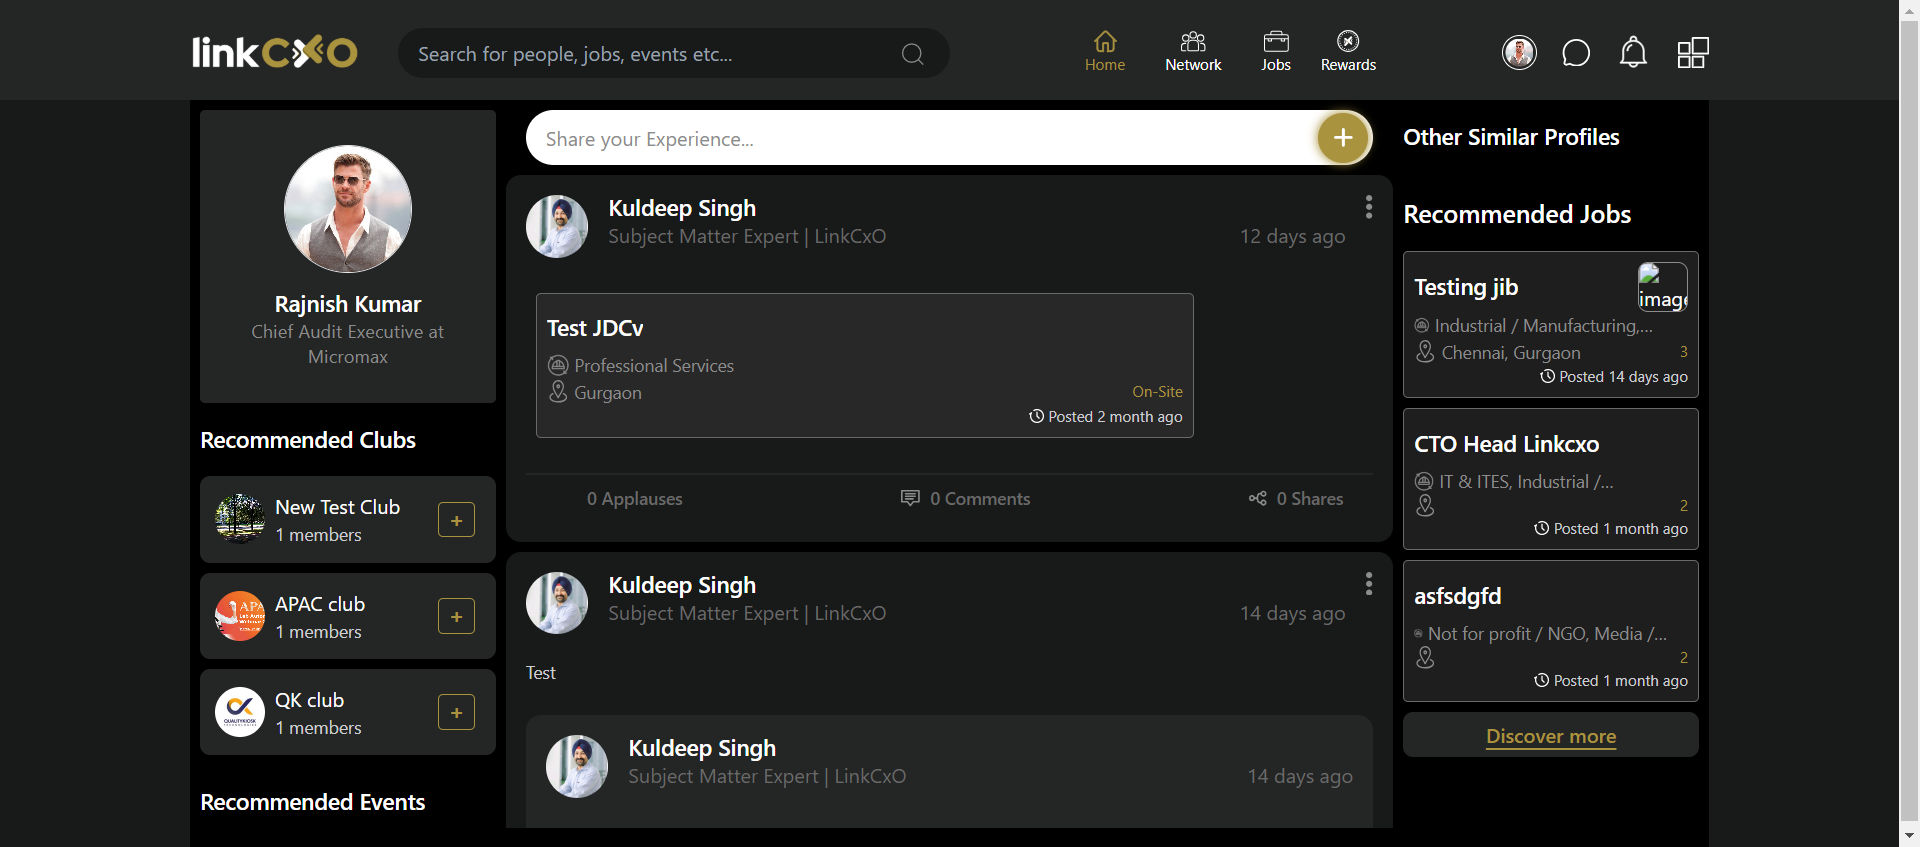 linkCXO
Search for people, jobs, events etc...
Home
Network
Jobs
Rewards
Rajnish Kumar
Chief Audit Executive at
Micromax
Recommended Clubs
New Test Club
1 members
+
APAC club
1 members
+
QK club
1 members
+
Recommended Events
Share your Experience...
+
Kuldeep Singh
Subject Matter Expert | LinkCxO
12 days ago
Test JDCv
Professional Services
Gurgaon
On-Site
Posted 2 month ago
0 Applauses
0 Comments
0 Shares
Kuldeep Singh
Subject Matter Expert | LinkCxO
14 days ago
Test
Kuldeep Singh
Subject Matter Expert | LinkCxO
14 days ago
Other Similar Profiles
Recommended Jobs
Testing jib
image
Industrial / Manufacturing,...
Chennai, Gurgaon
3
Posted 14 days ago
CTO Head Linkcxo
IT & ITES, Industrial /...
2
Posted 1 month ago
asfsdgfd
Not for profit / NGO, Media /...
2
Posted 1 month ago
Discover more